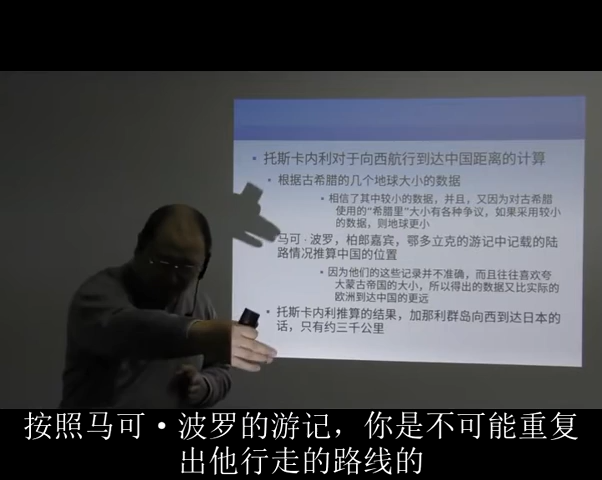 • 托斯卡内利对于向西航行到达中国距离的计算
• 根据古希腊的几个地球大小的数据
• 相信了其中较小的数据，并且，又因为对古希腊
使用的“希腊里”大小有各种争议，如果采用较小
的数据，则地球更小
马可·波罗，柏郎嘉宾，鄂多立克的游记中记载的陆
路情况推算中国的位置
• 因为他们的这些记录并不准确，而且往往喜欢夸
大蒙古帝国的大小，所以得出的数据又比实际的
欧洲到达中国的更远
• 托斯卡内利推算的结果，加那利群岛向西到达日本的
话，只有约三千公里
按照马可·波罗的游记，你是不可能重复
出他行走的路线的